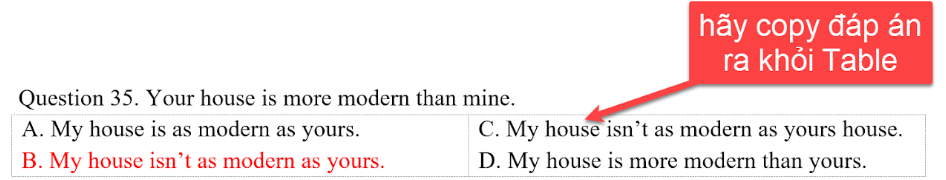 hãy copy đáp án
ra khỏi Table
Question 35. Your house is more modern than mine.
A. My house is as modern as yours.
C. My house isn’t as modern as yours house.
B. My house isn’t as modern as yours.
D. My house is more modern than yours.